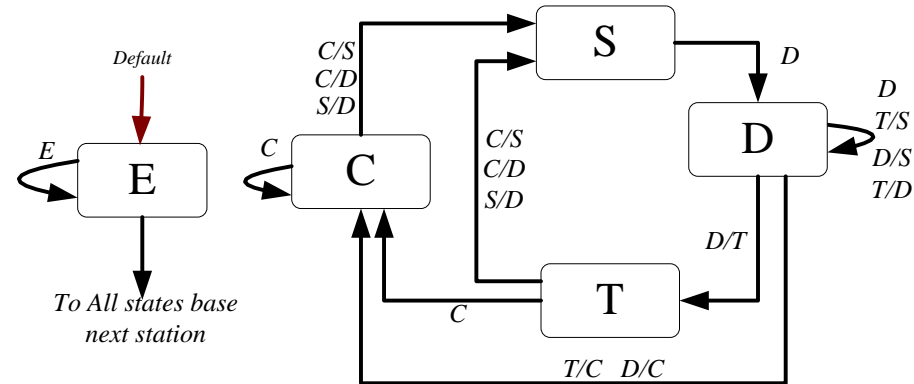 Default
E
E
To All states base
next station
C/S
C/D
S/D
C
C
S
D
D
D
T/S
D/S
T/D
C/S
C/D
S/D
D/T
T
C
T/C D/C